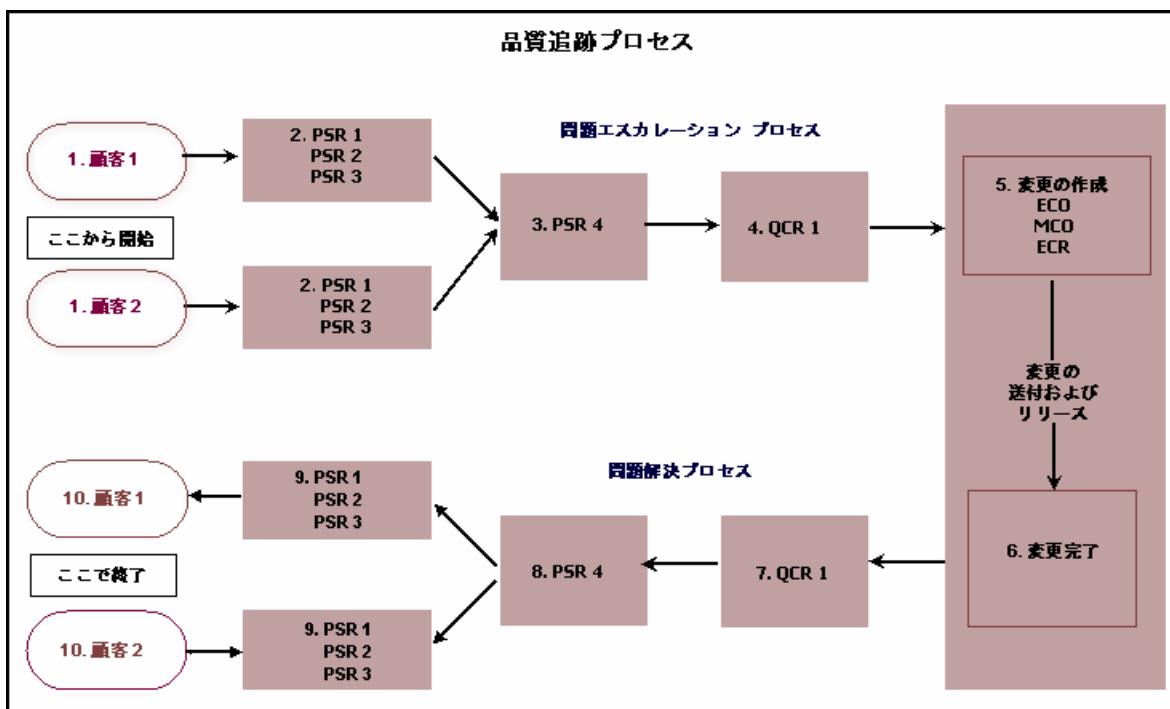 品質追跡プロセス
問題エスカレーション プロセス
1. 顧客1
2. PSR 1
PSR 2
PSR 3
ここから開始
1. 顧客2
2. PSR 1
PSR 2
PSR 3
3. PSR 4
4. QCR 1
5. 変更の作成
ECO
MCO
ECR
変更の
送付および
リリース
6. 変更完了
問題解決プロセス
7. QCR 1
8. PSR 4
9. PSR 1
PSR 2
PSR 3
10. 顧客1
ここで終了
9. PSR 1
PSR 2
PSR 3
10. 顧客2